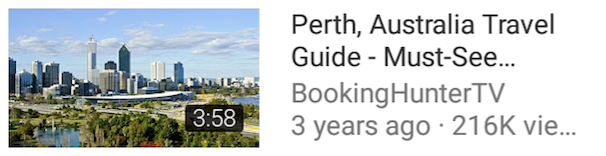 Perth, Australia Travel
Guide - Must-See...
BookingHunterTV
3 years ago · 216K vie...
3:58